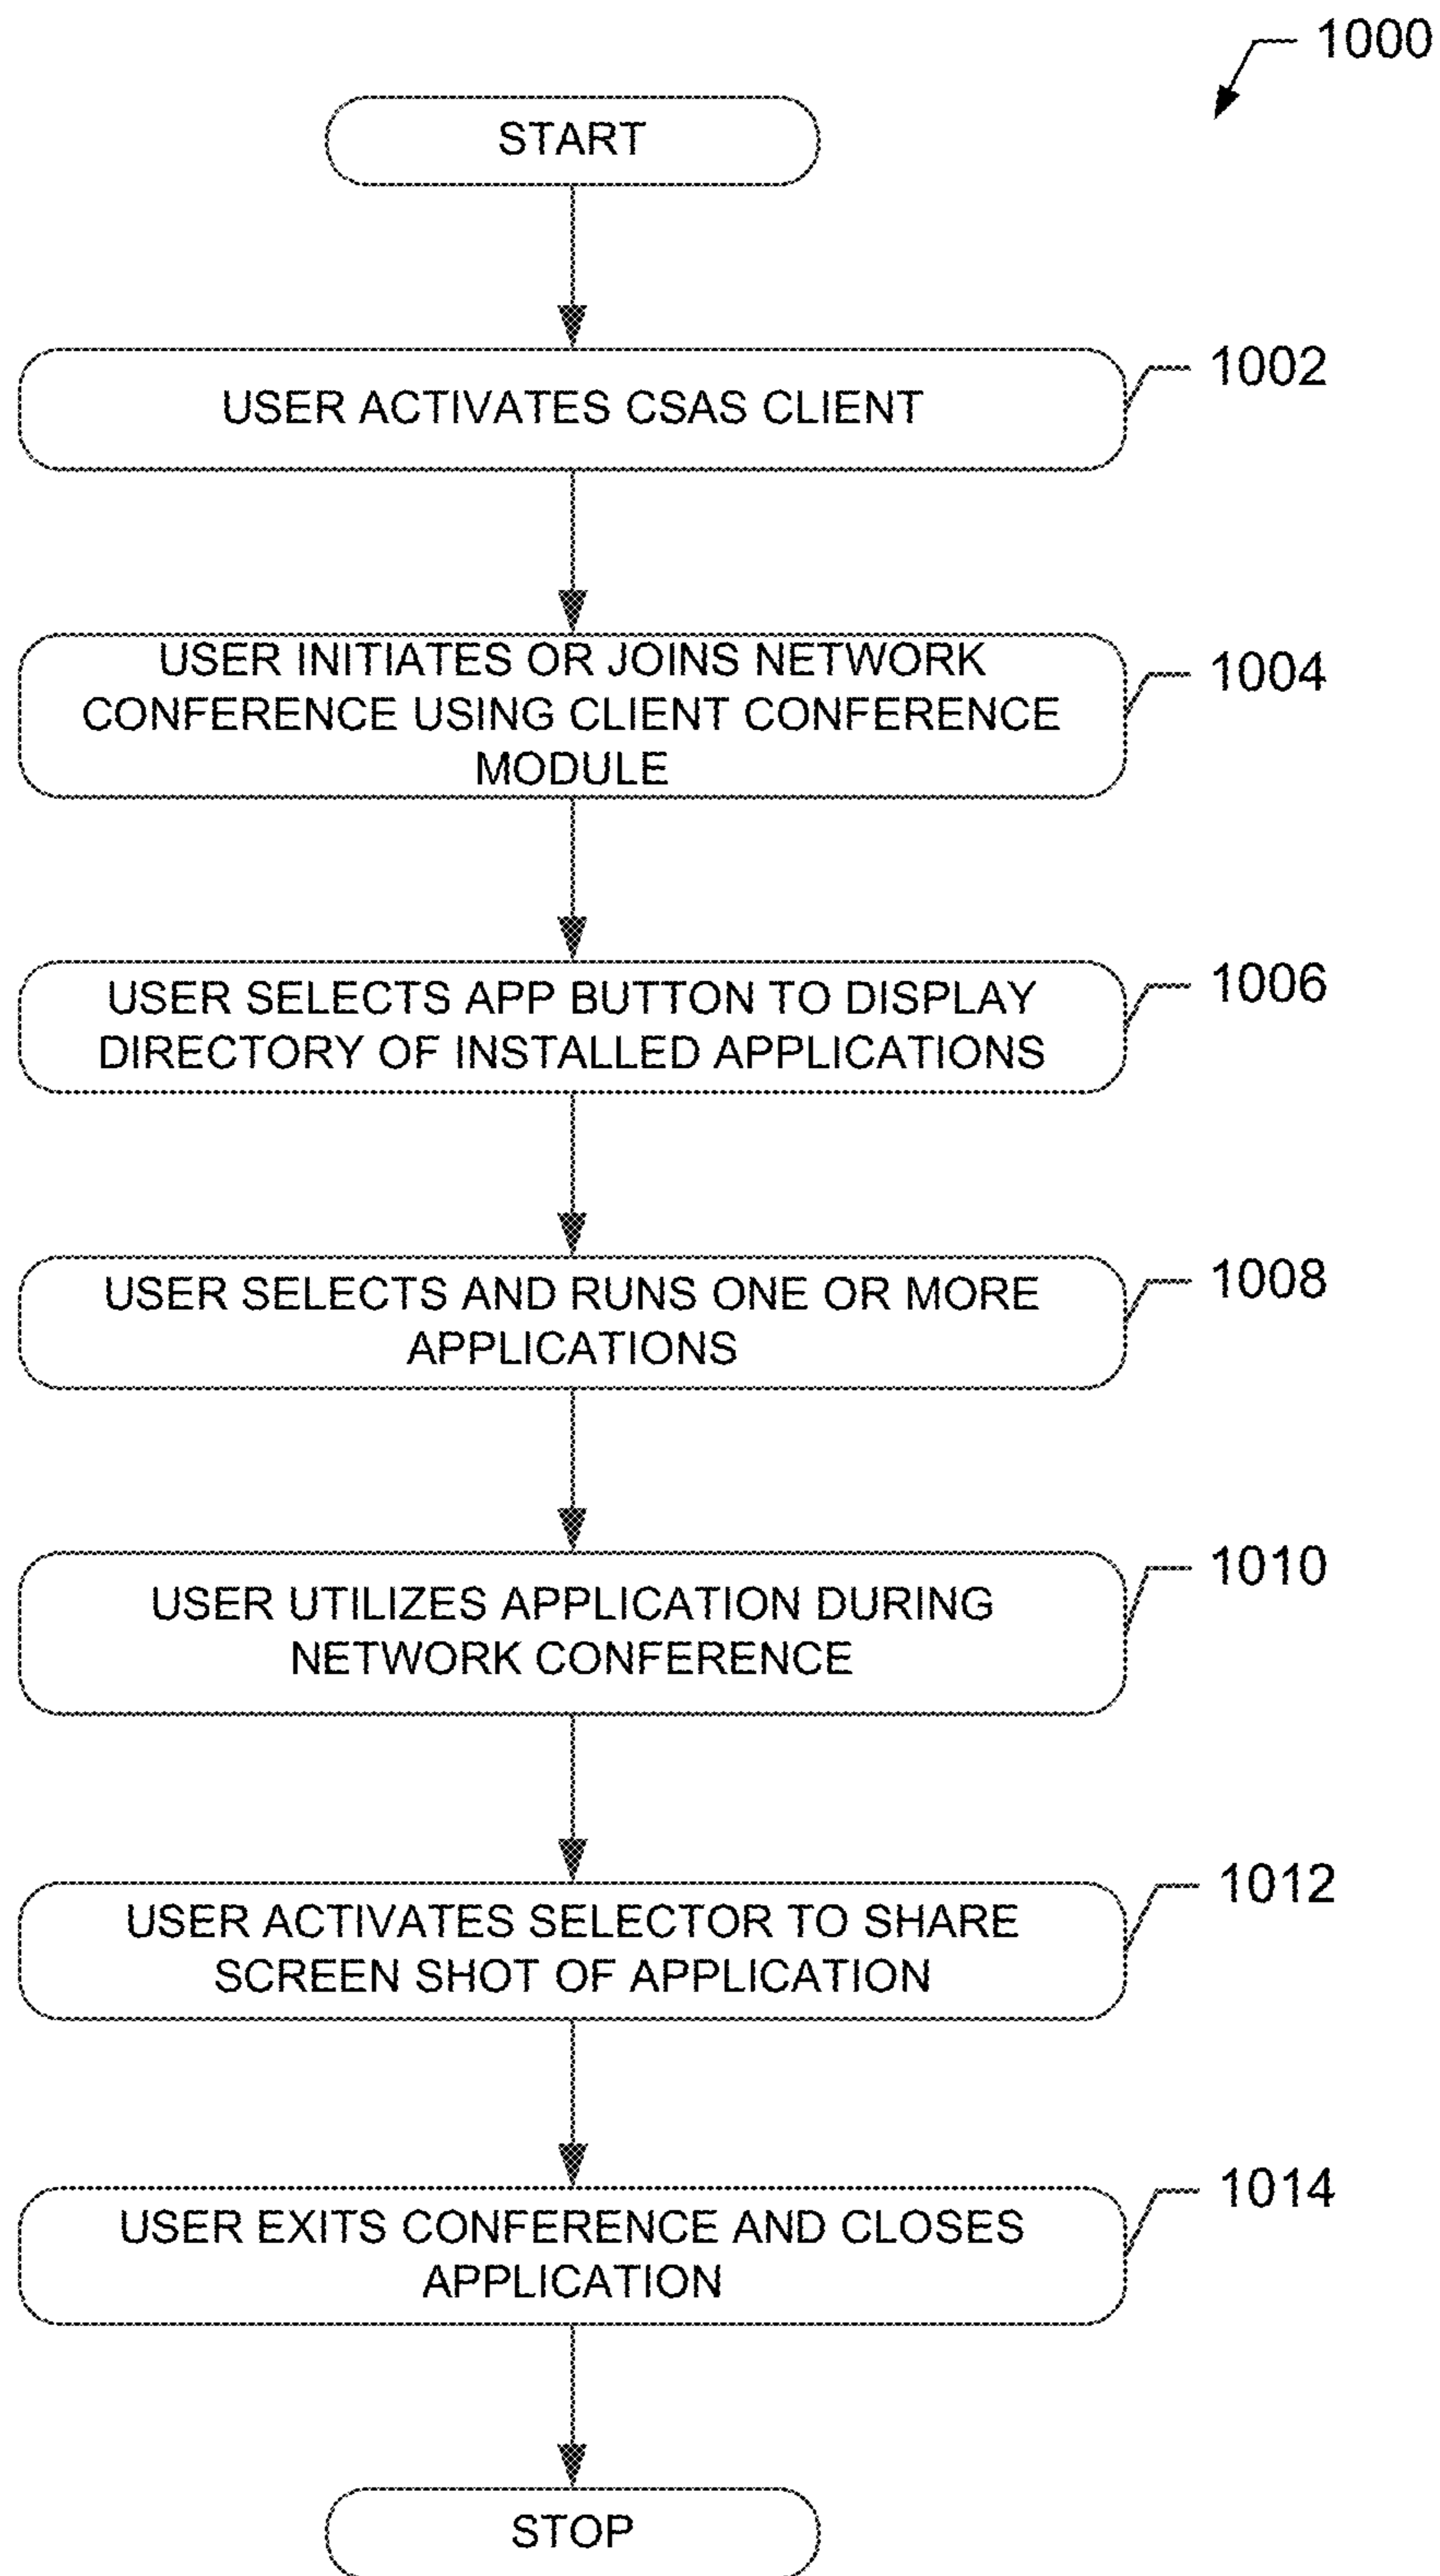 1000
START
USER ACTIVATES CSAS CLIENT
1002
USER INITIATES OR JOINS NETWORK
CONFERENCE USING CLIENT CONFERENCE
MODULE
1004
USER SELECTS APP BUTTON TO DISPLAY
DIRECTORY OF INSTALLED APPLICATIONS
1006
USER SELECTS AND RUNS ONE OR MORE
APPLICATIONS
1008
USER UTILIZES APPLICATION DURING
NETWORK CONFERENCE
1010
USER ACTIVATES SELECTOR TO SHARE
SCREEN SHOT OF APPLICATION
1012
USER EXITS CONFERENCE AND CLOSES
APPLICATION
1014
STOP